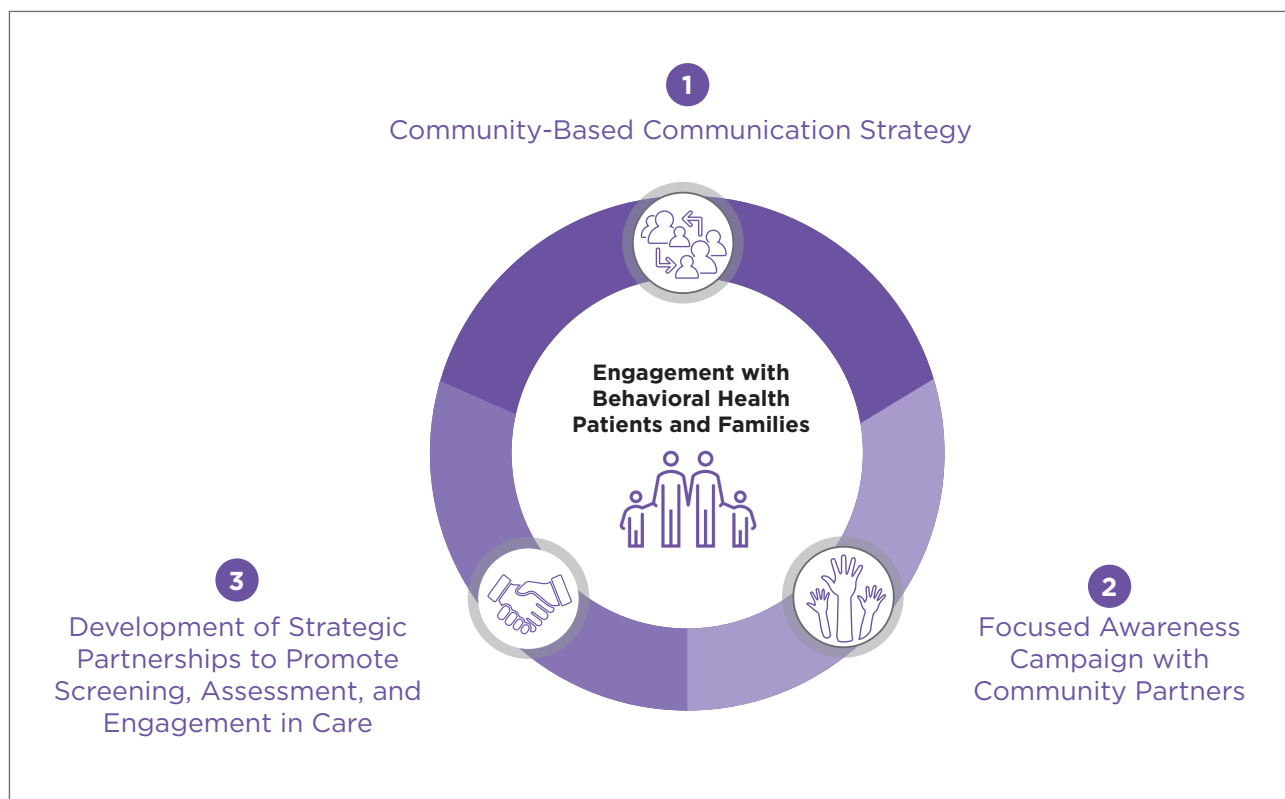 1
Community-Based Communication Strategy
Engagement with
Behavioral Health
Patients and Families
2
Focused Awareness
Campaign with
Community Partners
3
Development of Strategic
Partnerships to Promote
Screening, Assessment, and
Engagement in Care